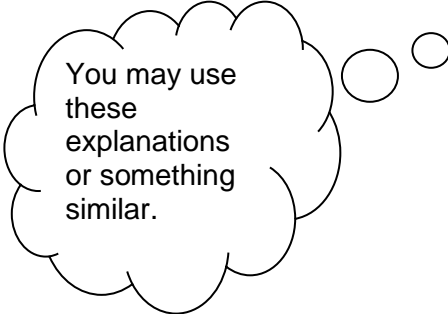 You may use
these
explanations
or something
similar.